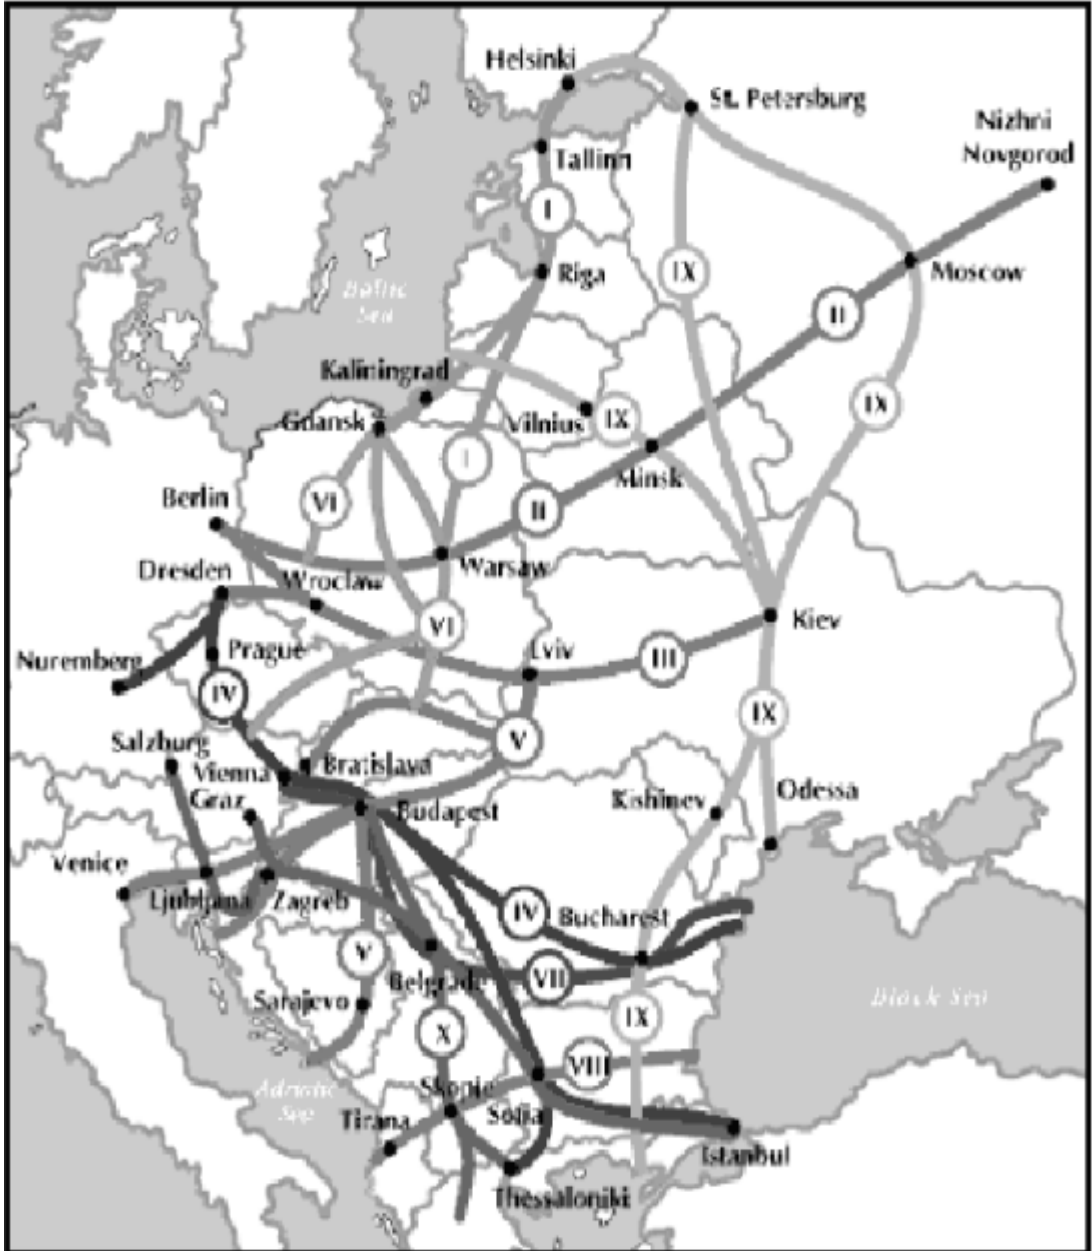 Helsinki
St. Petersburg
Nizhni
Novgorod
Tallinn
I
Riga
IX
Moscow
Baltic
Sea
II
Kaliningrad
IX
Gdansk
Vilnius
IX
I
Minsk
VI
Berlin
II
Dresden
Wroclaw
Warsaw
VI
Kiev
Nuremberg
Prague
Lviv
III
IV
IX
Salzburg
V
Vienna
Bratislava
Graz
Budapest
Kishinev
Odessa
Venice
Ljubljana
Zagreb
IV
Bucharest
V
Belgrade
VII
Sarajevo
Black Sea
X
IX
VIII
Adriatic
Sea
Skopje
Tirana
Sofia
Istanbul
Thessaloniki